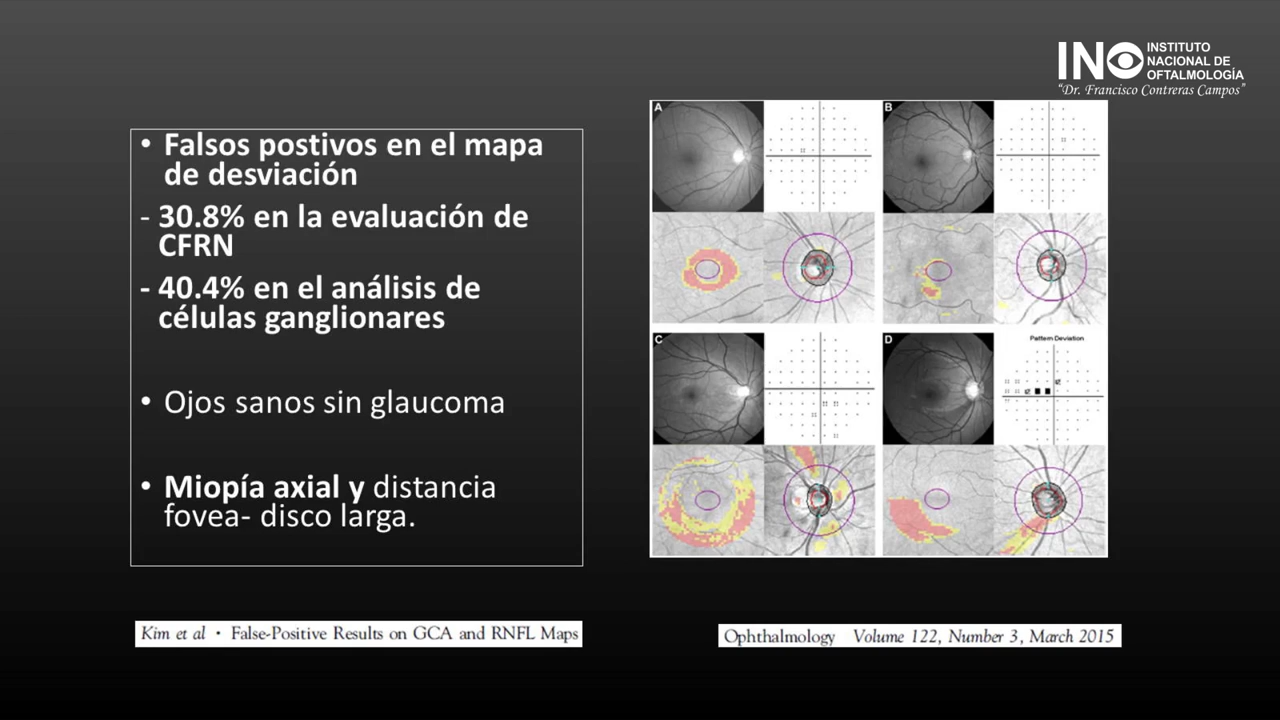 INO INSTITUTO
NACIONAL DE
OFTALMOLOGÍA
“Dr. Francisco Contreras Campos”
• Falsos postivos en el mapa
de desviación
- 30.8% en la evaluación de
CFRN
- 40.4% en el análisis de
células ganglionares
• Ojos sanos sin glaucoma
• Miopía axial y distancia
fovea- disco larga.
A
B
C
D
Pattern Deviation
Kim et al • False-Positive Results on GCA and RNFL Maps
Ophthalmology Volume 122, Number 3, March 2015